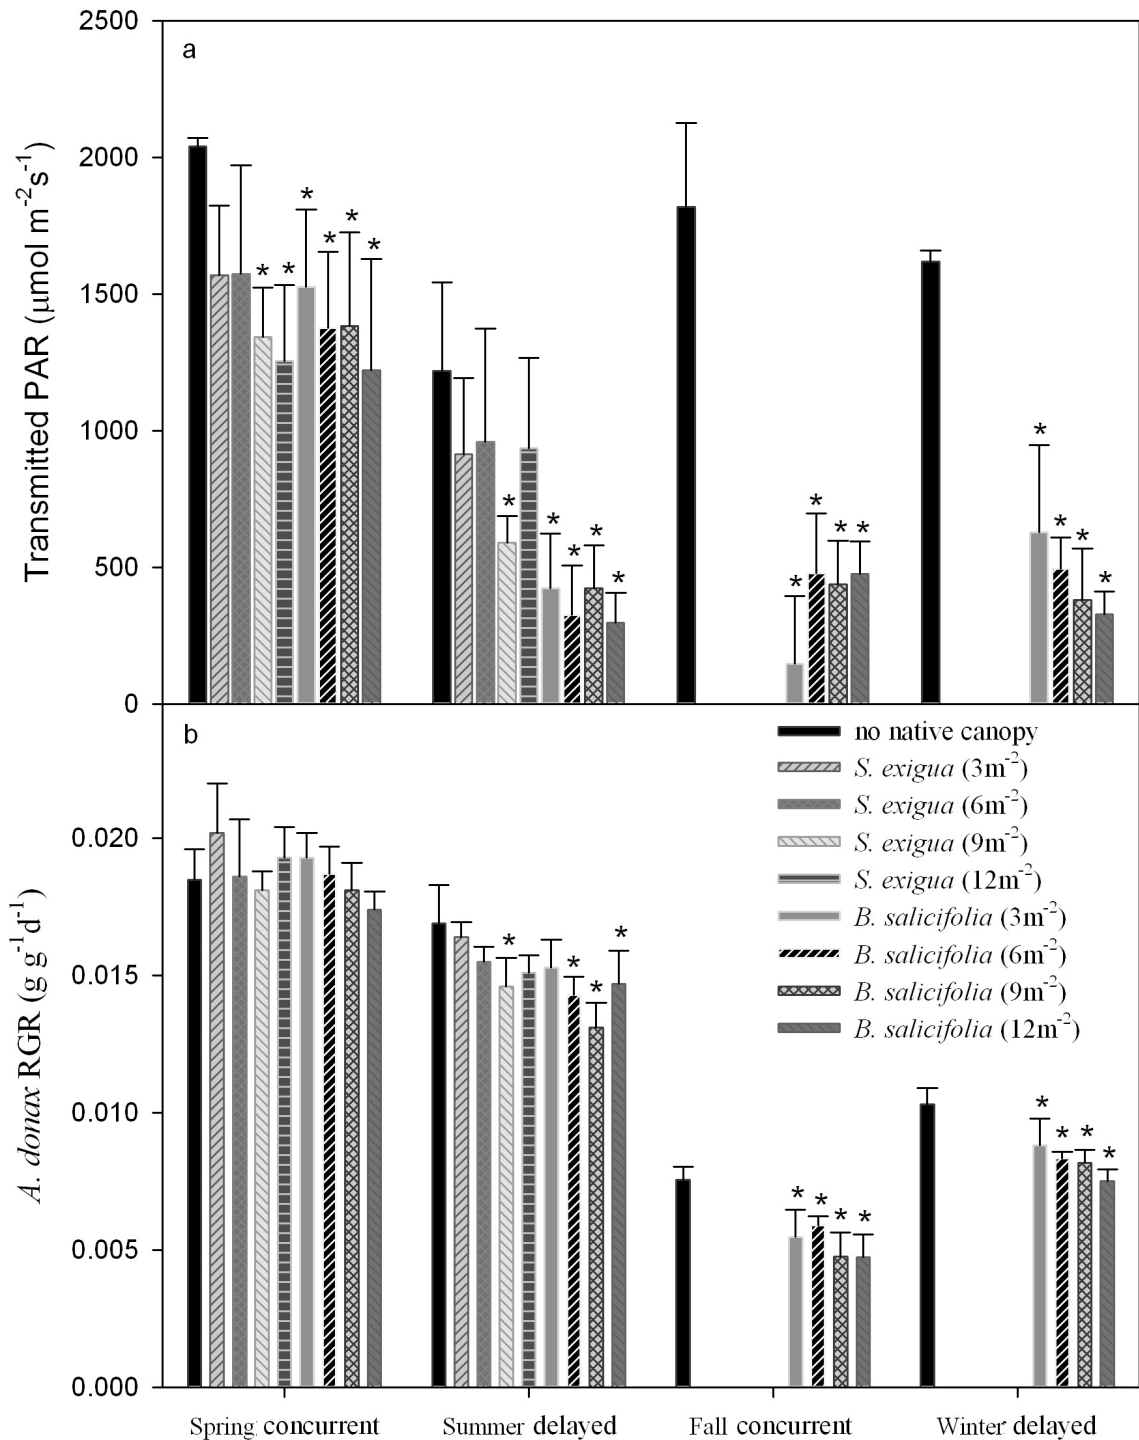 a
2500
2000
1500
1000
500
0
Transmitted PAR (μmol m⁻²s⁻¹)
* * * * * *
* * * * *
* * * *
* * * *
b
no native canopy
S. exigua (3m⁻²)
S. exigua (6m⁻²)
S. exigua (9m⁻²)
S. exigua (12m⁻²)
B. salicifolia (3m⁻²)
B. salicifolia (6m⁻²)
B. salicifolia (9m⁻²)
B. salicifolia (12m⁻²)
0.020
0.015
0.010
0.005
0.000
A. donax RGR (g g⁻¹d⁻¹)
* * * *
* * * *
* * * *
Spring concurrent
Summer delayed
Fall concurrent
Winter delayed